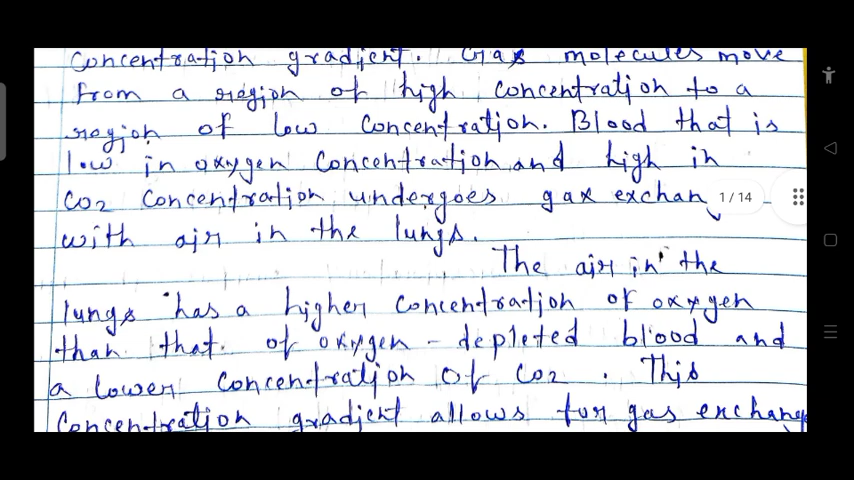 Concentration gradient. Gas molecules move
from a region of high concentration to a
region of low concentration. Blood that is
low in oxygen concentration and high in
CO2 concentration undergoes gas exchan
1/14
with air in the lungs.
The air in the
lungs has a higher concentration of oxygen
than that of oxygen-depleted blood and
a lower concentration of CO2. This
Concentration gradient allows for gas exchange